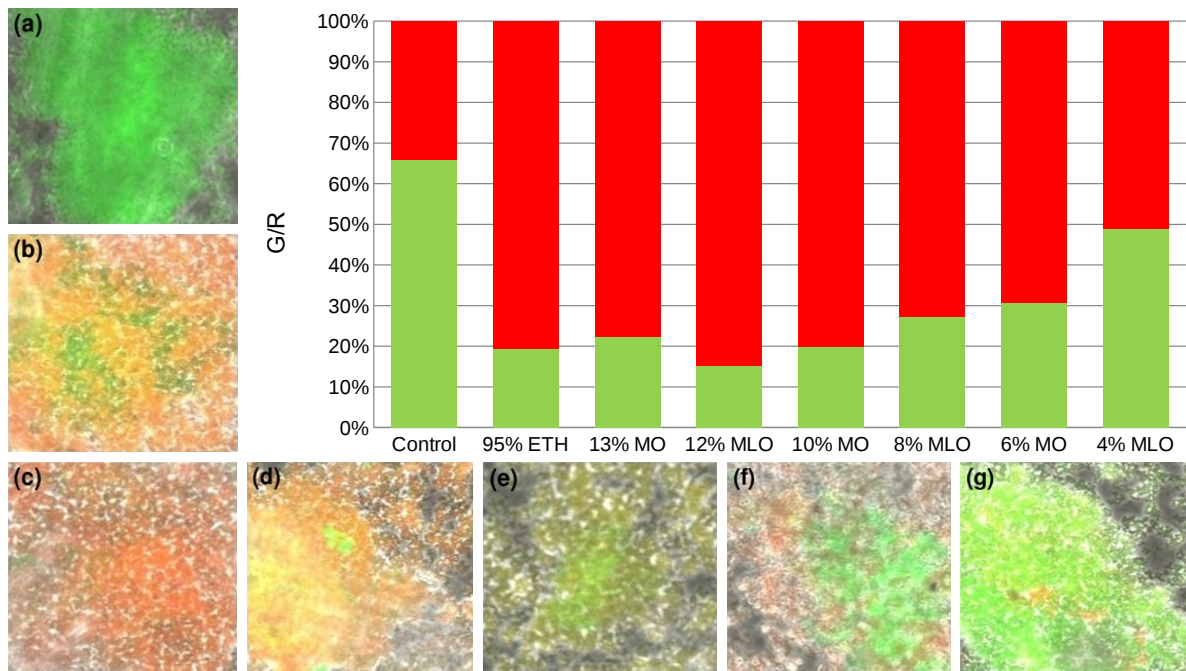 (a)
(b)
100%
90%
80%
70%
60%
50%
40%
30%
20%
10%
0%
G/R
Control 95% ETH 13% MO 12% MLO 10% MO 8% MLO 6% MO 4% MLO
(c) (d) (e) (f) (g)